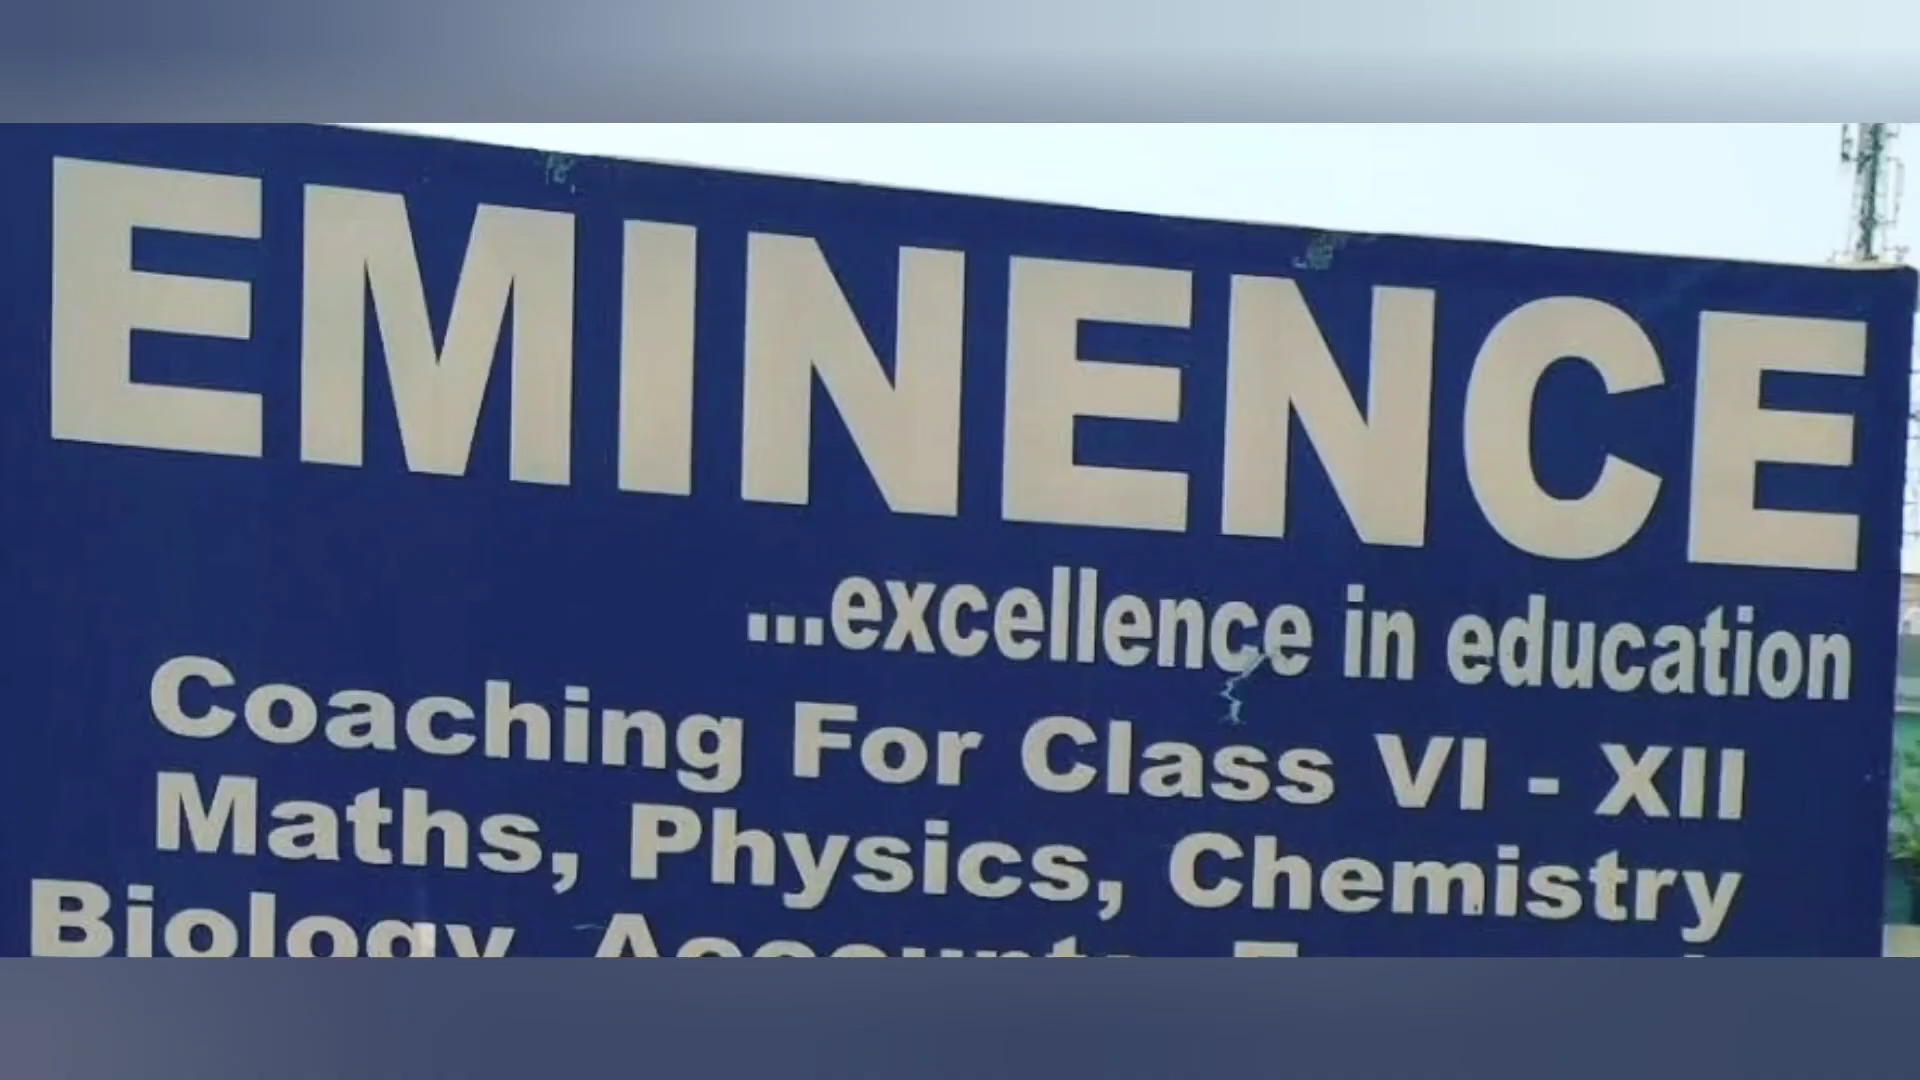 EMINENCE
...excellence in education
Coaching For Class VI - XII
Maths, Physics, Chemistry
Biology, Accounts,